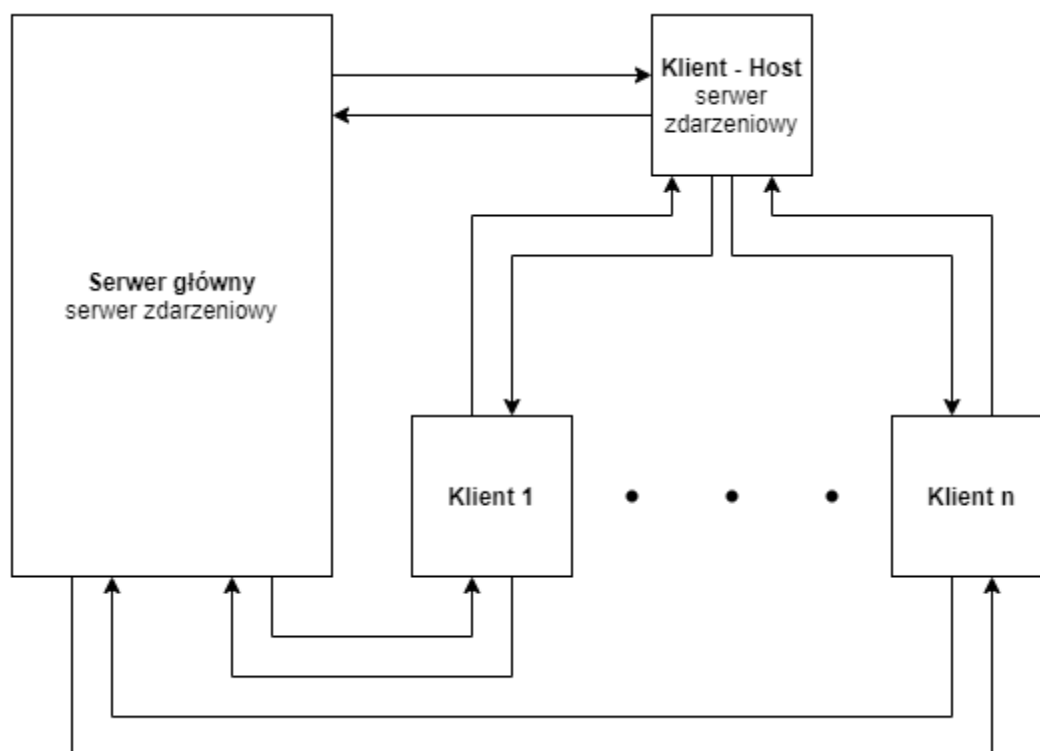 Klient - Host
serwer
zdarzeniowy
Serwer główny
serwer zdarzeniowy
Klient 1
Klient n